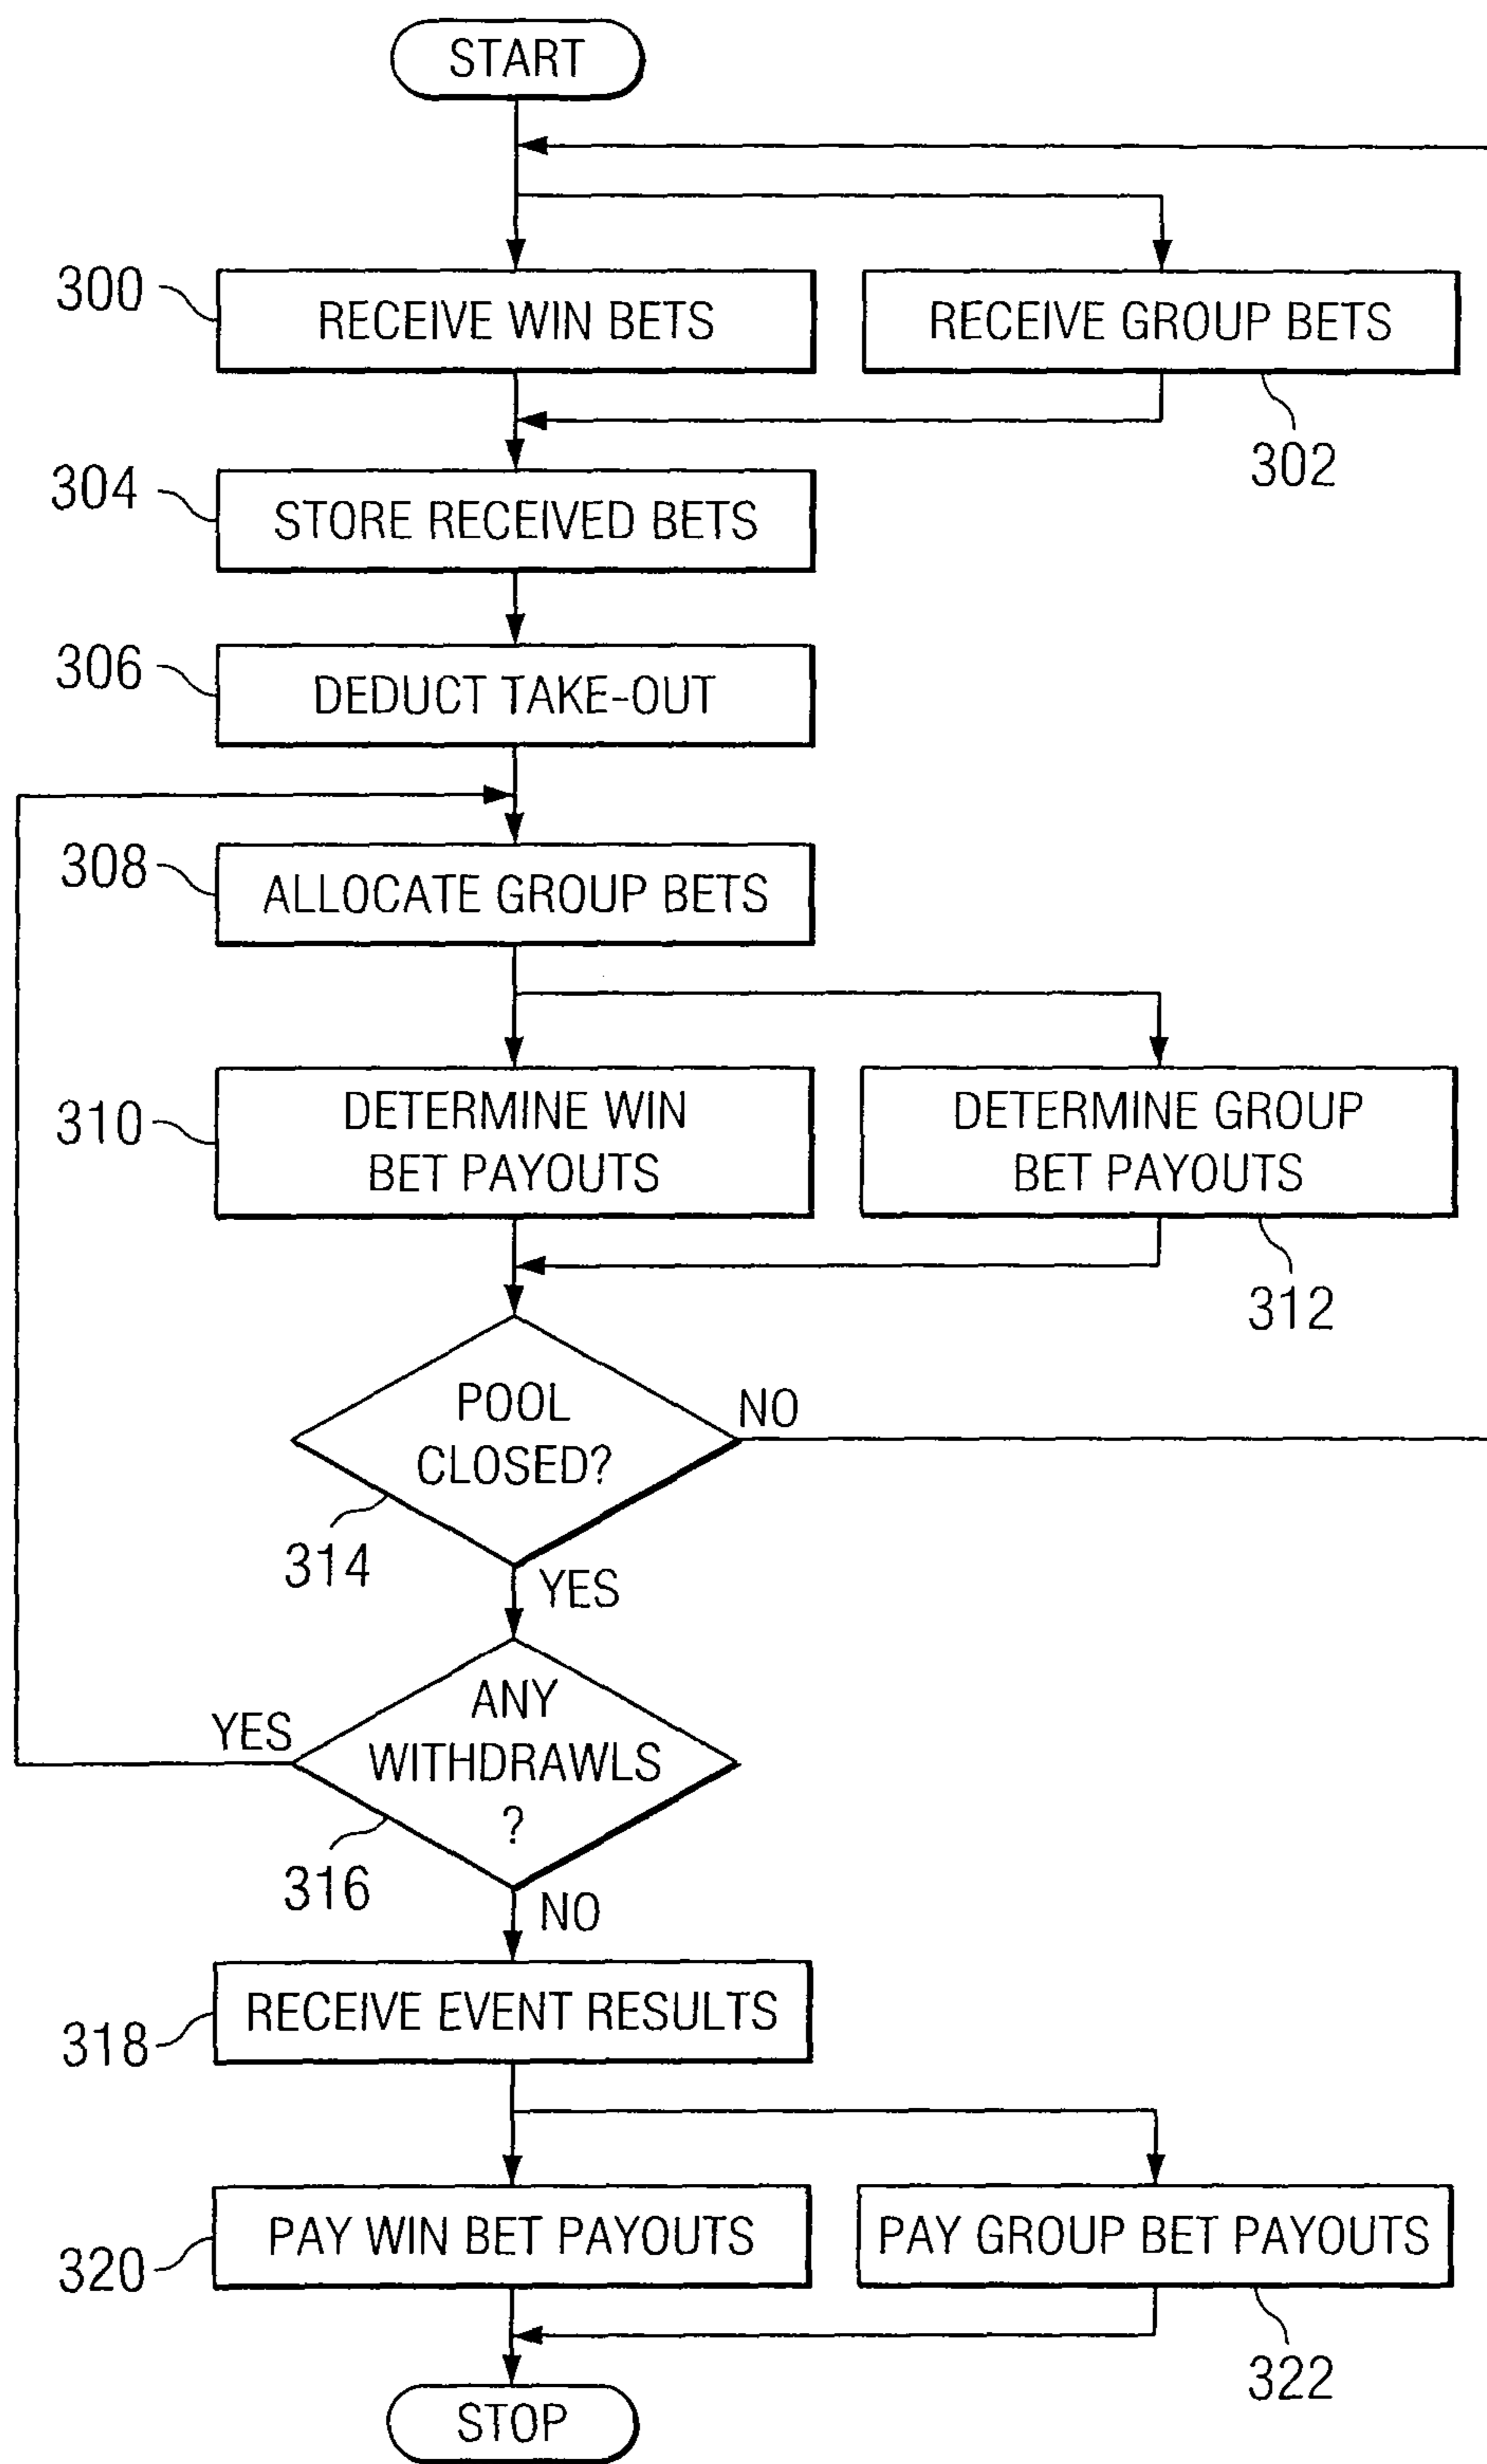 START
300
RECEIVE WIN BETS
RECEIVE GROUP BETS
302
304
STORE RECEIVED BETS
306
DEDUCT TAKE-OUT
308
ALLOCATE GROUP BETS
310
DETERMINE WIN
BET PAYOUTS
DETERMINE GROUP
BET PAYOUTS
312
POOL
CLOSED?
NO
314
YES
ANY
WITHDRAWLS
?
YES
316
NO
RECEIVE EVENT RESULTS
318
PAY WIN BET PAYOUTS
320
PAY GROUP BET PAYOUTS
322
STOP